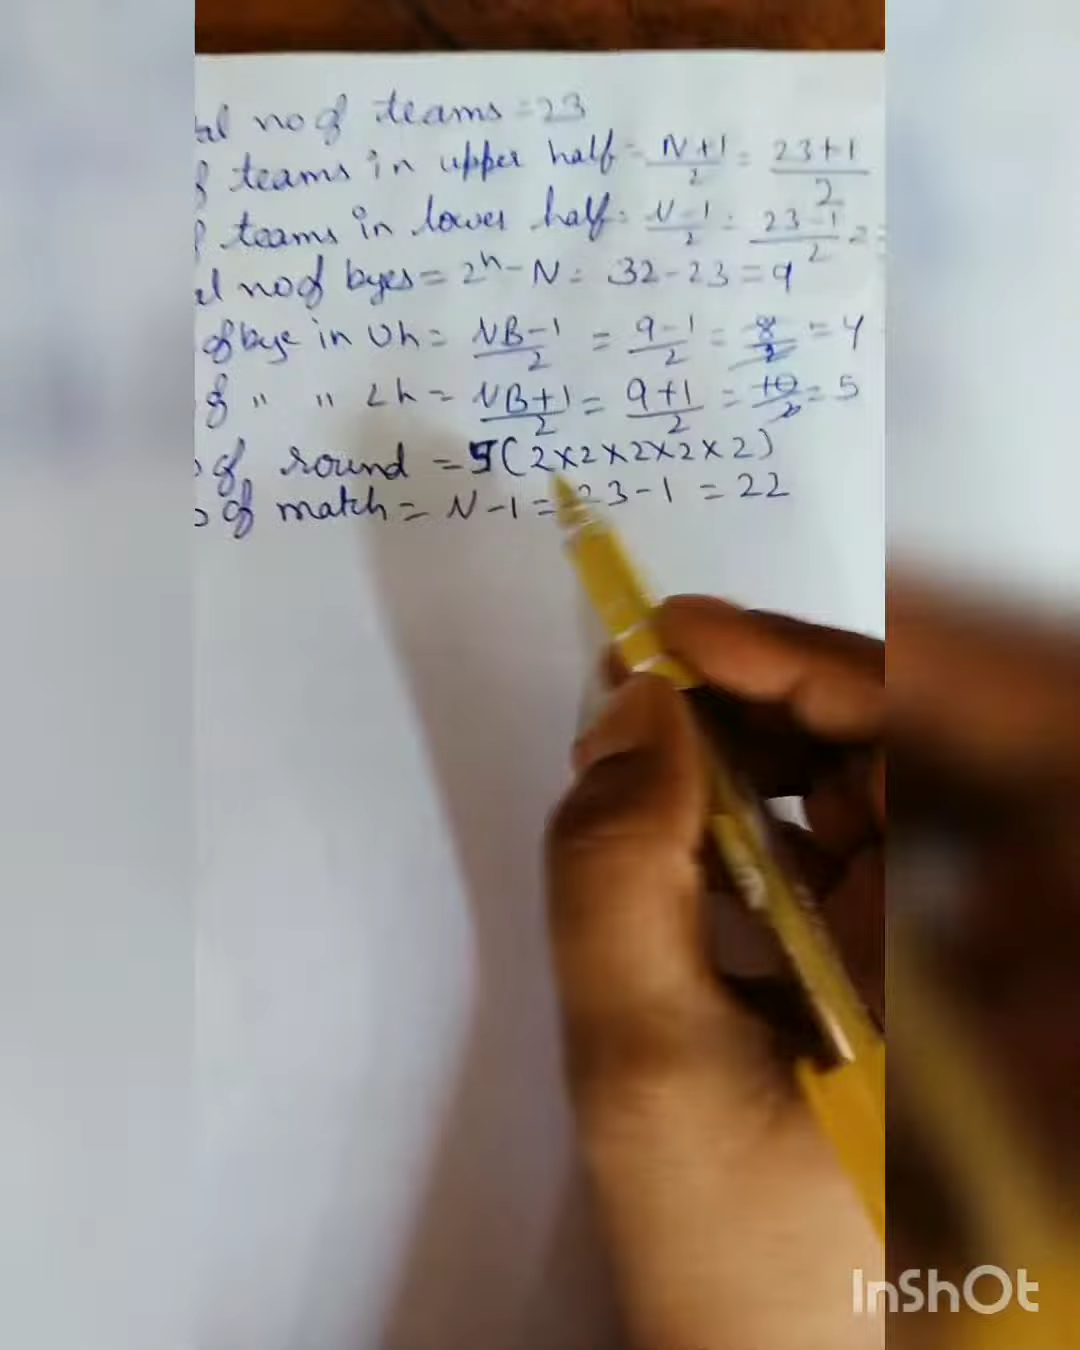 al no of teams = 23
f teams in upper half = N+1/2 = 23+1/2
f teams in lower half = N-1/2 = 23-1/2 =
al no of byes = 2ⁿ - N = 32 - 23 = 9
of bye in Uh = NB-1/2 = 9-1/2 = 8/2 = 4
of " " Lh = NB+1/2 = 9+1/2 = 10/2 = 5
o of round = 5 (2×2×2×2×2)
o of match = N-1 = 23-1 = 22
InShOt